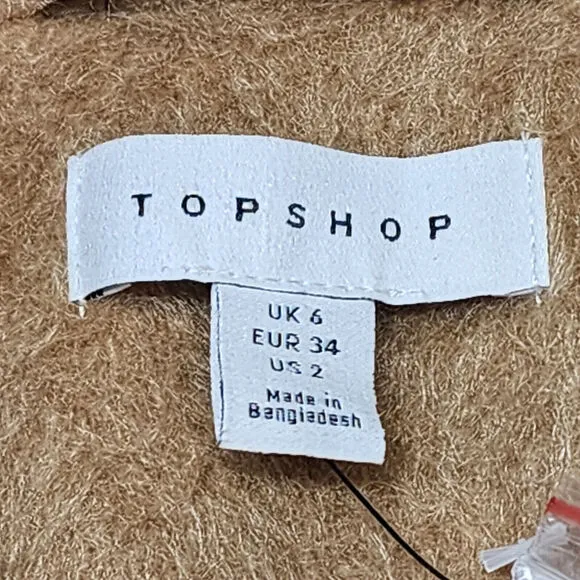 TOPSHOP
UK 6
EUR 34
US 2
Made in
Bangladesh